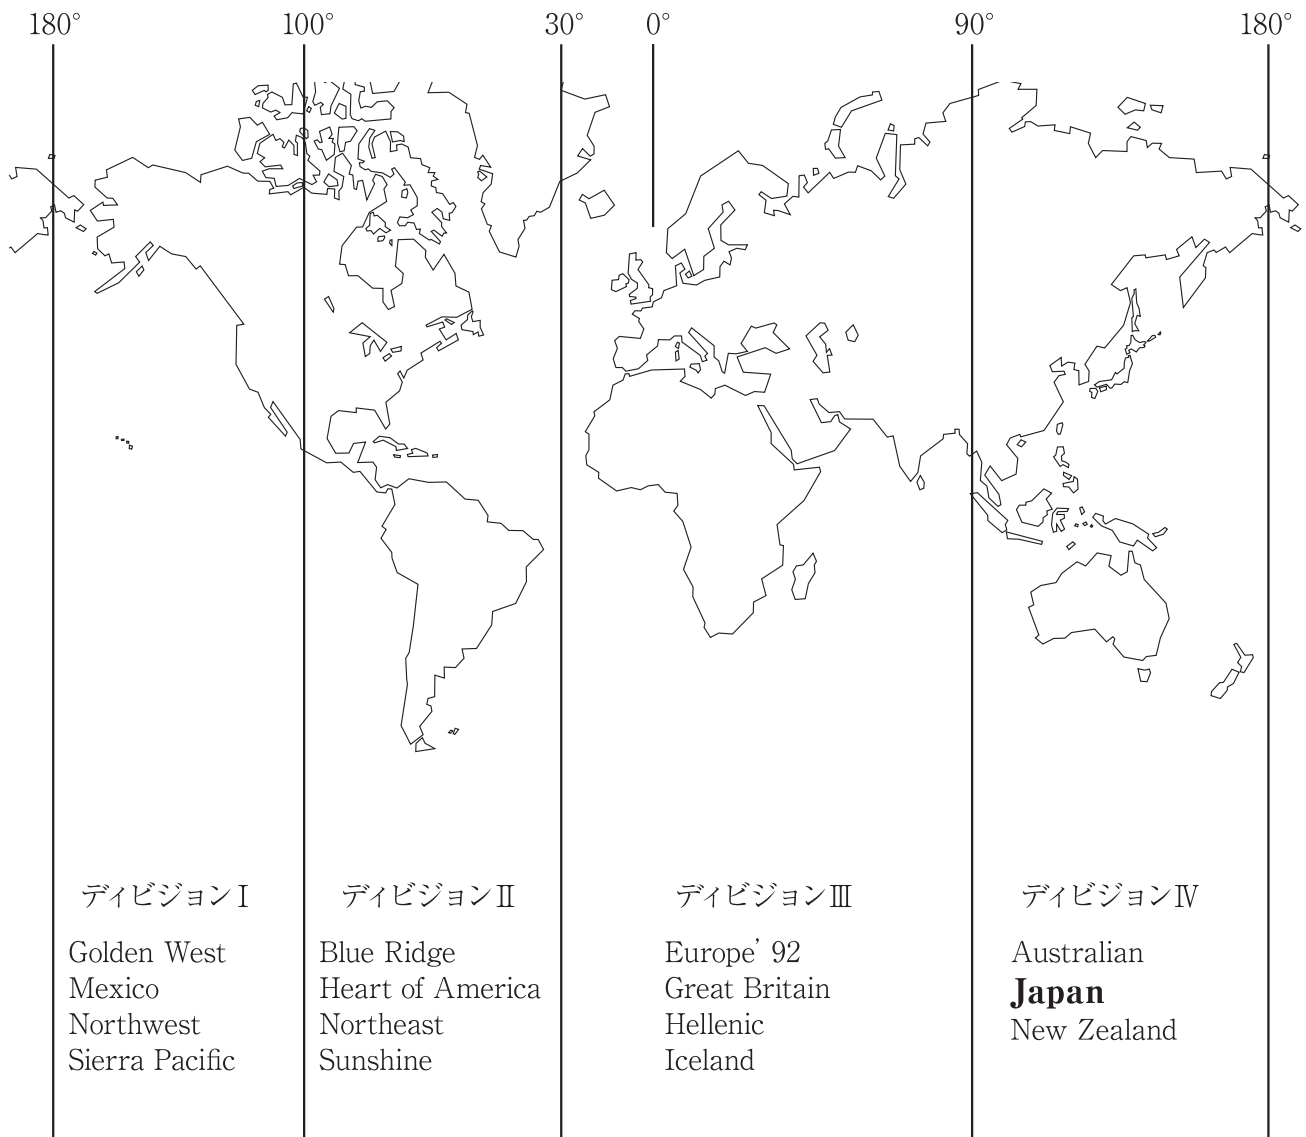 180° 100° 30° 0° 90° 180°
ディビジョンⅠ
Golden West
Mexico
Northwest
Sierra Pacific
ディビジョンⅡ
Blue Ridge
Heart of America
Northeast
Sunshine
ディビジョンⅢ
Europe’ 92
Great Britain
Hellenic
Iceland
ディビジョンⅣ
Australian
Japan
New Zealand